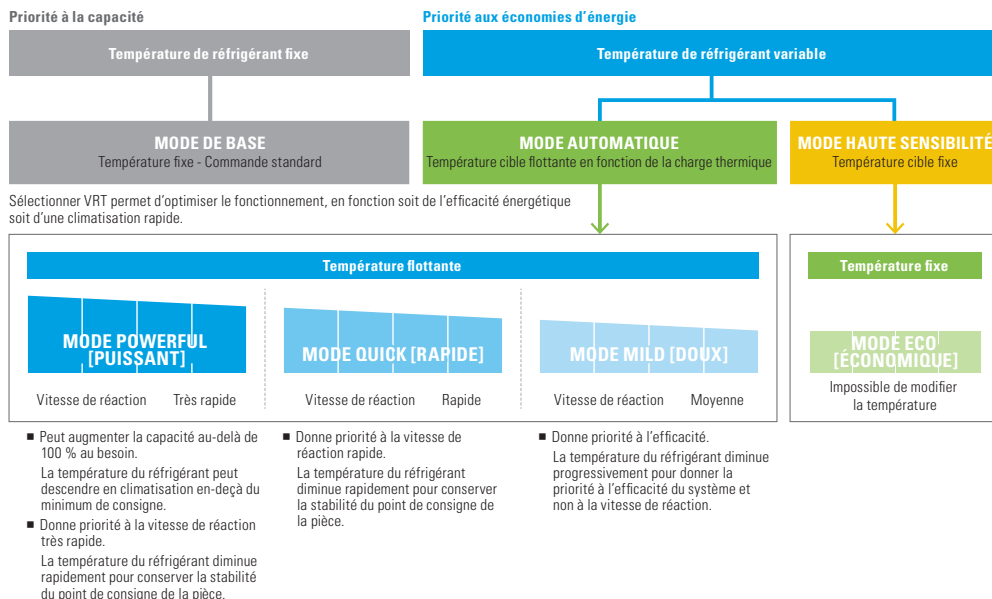 Priorité à la capacité
Priorité aux économies d'énergie
Température de réfrigérant fixe
Température de réfrigérant variable
MODE DE BASE
Température fixe - Commande standard
MODE AUTOMATIQUE
Température cible flottante en fonction de la charge thermique
MODE HAUTE SENSIBILITÉ
Température cible fixe
Sélectionner VRT permet d'optimiser le fonctionnement, en fonction soit de l'efficacité énergétique
soit d'une climatisation rapide.
Température flottante
Température fixe
MODE POWERFUL
[PUISSANT]
MODE QUICK [RAPIDE]
MODE MILD [DOUX]
MODE ECO
[ÉCONOMIQUE]
Vitesse de réaction Très rapide
Vitesse de réaction Rapide
Vitesse de réaction Moyenne
Impossible de modifier
la température
■ Peut augmenter la capacité au-delà de
100 % au besoin.
La température du réfrigérant peut
descendre en climatisation en-deçà du
minimum de consigne.
■ Donne priorité à la vitesse de réaction
très rapide.
La température du réfrigérant diminue
rapidement pour conserver la stabilité
du point de consigne de la pièce.
■ Donne priorité à la vitesse de
réaction rapide.
La température du réfrigérant
diminue rapidement pour conserver
la stabilité du point de consigne de
la pièce.
■ Donne priorité à l'efficacité.
La température du réfrigérant diminue
progressivement pour donner la
priorité à l'efficacité du système et
non à la vitesse de réaction.